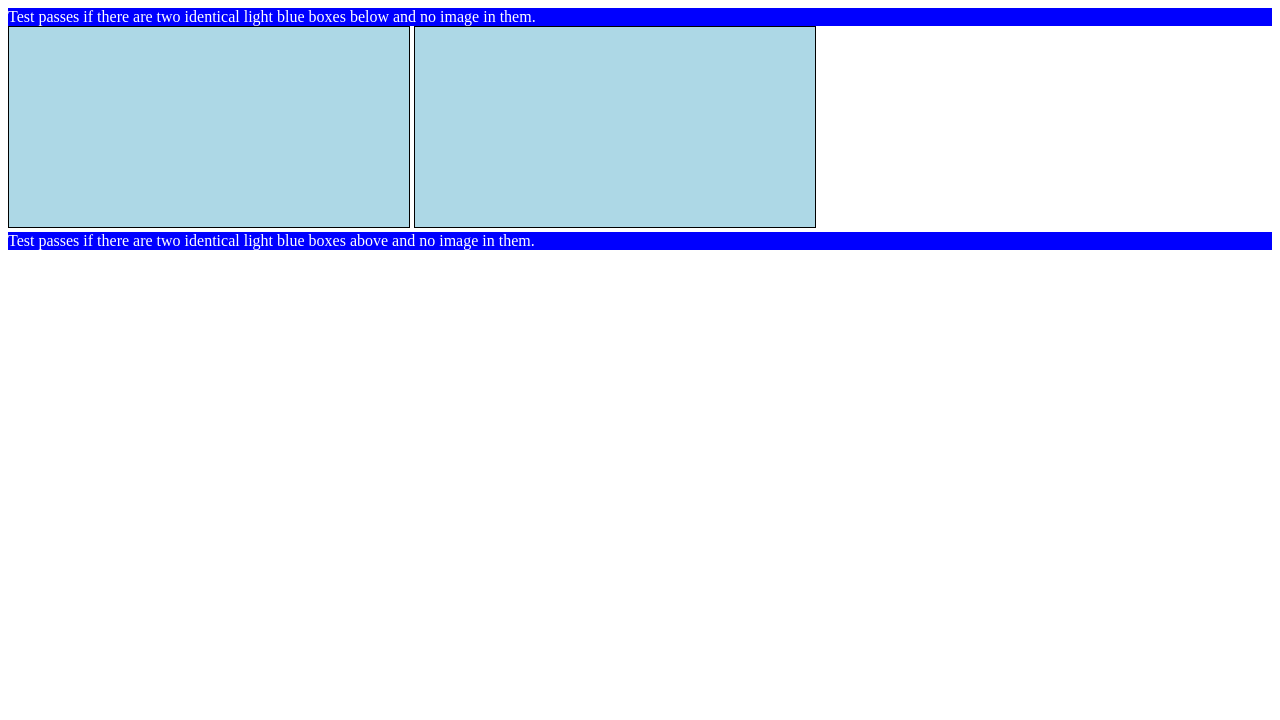 Test passes if there are two identical light blue boxes below and no image in them.
Test passes if there are two identical light blue boxes above and no image in them.